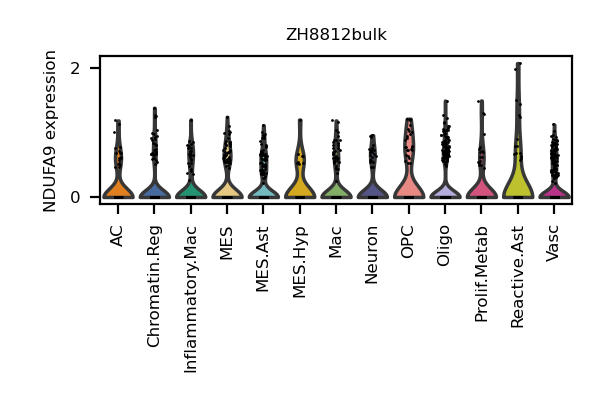 ZH8812bulk
NDUFA9 expression
2
0
AC
Chromatin.Reg
Inflammatory.Mac
MES
MES.Ast
MES.Hyp
Mac
Neuron
OPC
Oligo
Prolif.Metab
Reactive.Ast
Vasc